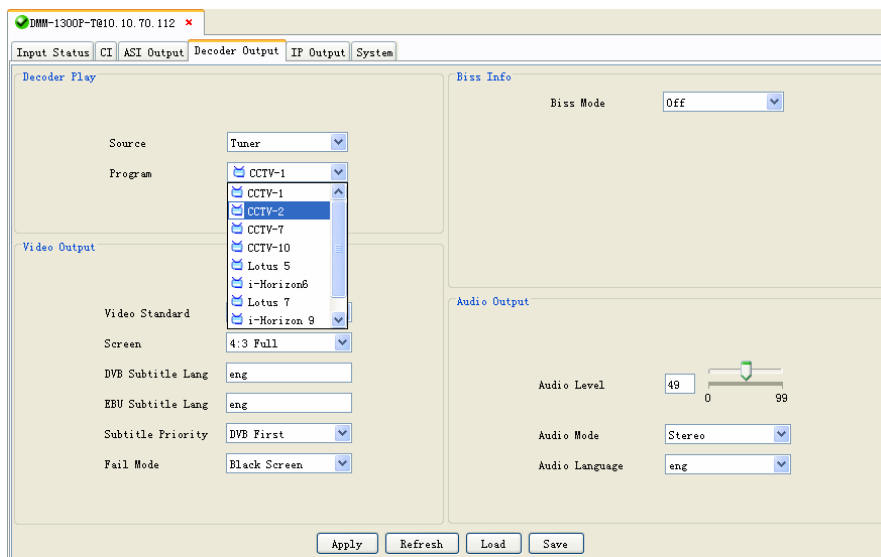 DMM-1300P-T@10.10.70.112 ×
Input Status CI ASI Output Decoder Output IP Output System
Decoder Play
Source Tuner
Program CCTV-1
CCTV-1
CCTV-2
CCTV-7
CCTV-10
Lotus 5
i-Horizon6
Lotus 7
i-Horizon 9
Video Output
Video Standard
Screen 4:3 Full
DVB Subtitle Lang eng
EBU Subtitle Lang eng
Subtitle Priority DVB First
Fail Mode Black Screen
Biss Info
Biss Mode Off
Audio Output
Audio Level 49
0 99
Audio Mode Stereo
Audio Language eng
Apply Refresh Load Save